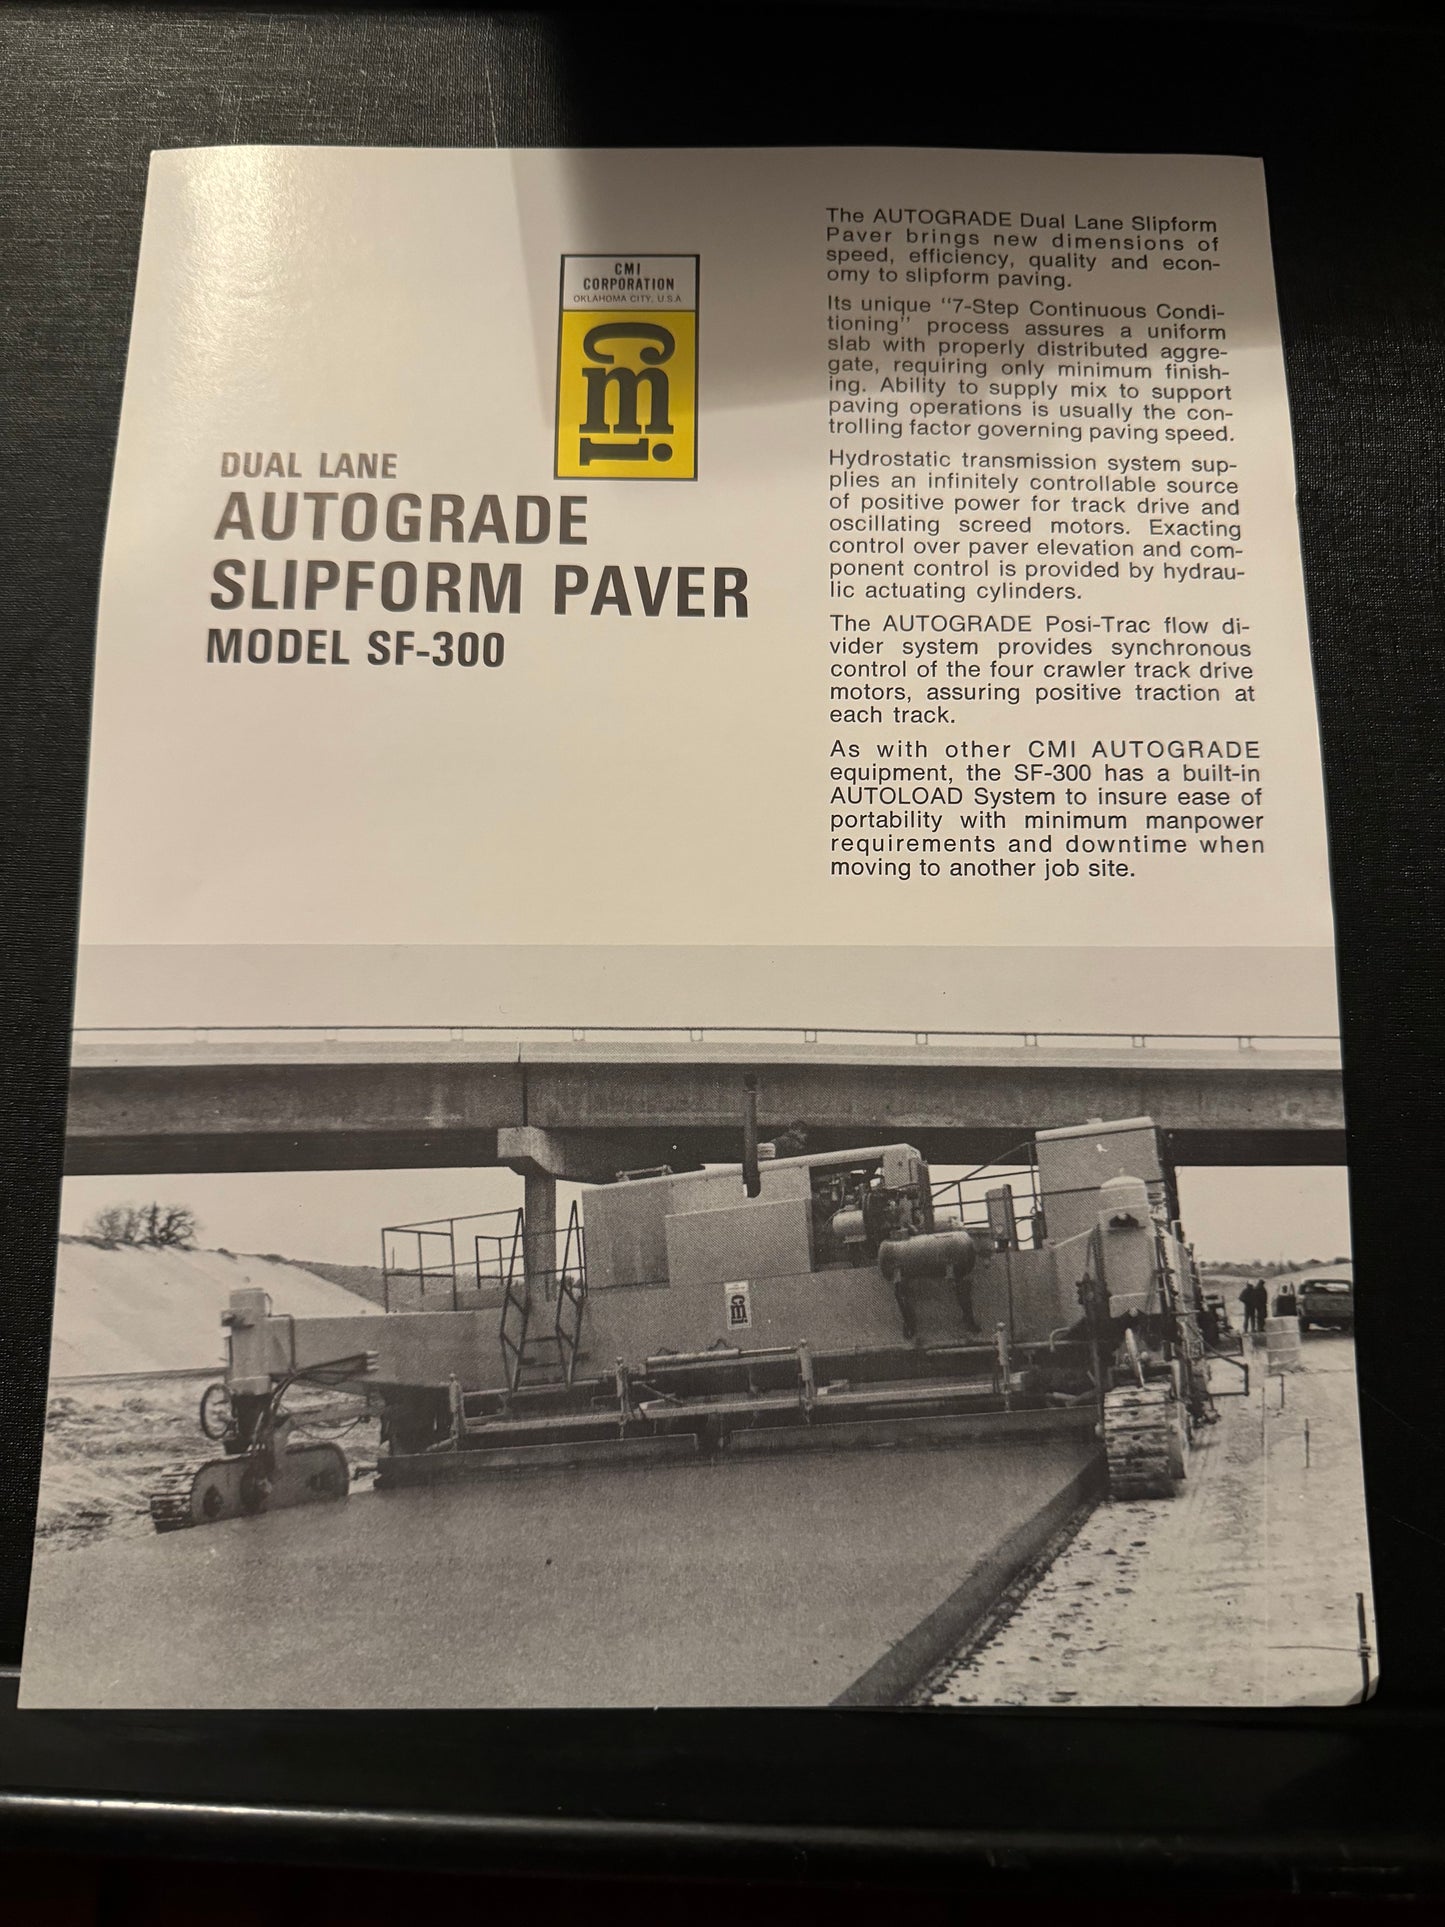 CMI
CORPORATION
OKLAHOMA CITY, U.S.A
cmi
DUAL LANE
AUTOGRADE
SLIPFORM PAVER
MODEL SF-300
The AUTOGRADE Dual Lane Slipform
Paver brings new dimensions of
speed, efficiency, quality and econ-
omy to slipform paving.
Its unique "7-Step Continuous Condi-
tioning" process assures a uniform
slab with properly distributed aggre-
gate, requiring only minimum finish-
ing. Ability to supply mix to support
paving operations is usually the con-
trolling factor governing paving speed.
Hydrostatic transmission system sup-
plies an infinitely controllable source
of positive power for track drive and
oscillating screed motors. Exacting
control over paver elevation and com-
ponent control is provided by hydrau-
lic actuating cylinders.
The AUTOGRADE Posi-Trac flow di-
vider system provides synchronous
control of the four crawler track drive
motors, assuring positive traction at
each track.
As with other CMI AUTOGRADE
equipment, the SF-300 has a built-in
AUTOLOAD System to insure ease of
portability with minimum manpower
requirements and downtime when
moving to another job site.
cmi